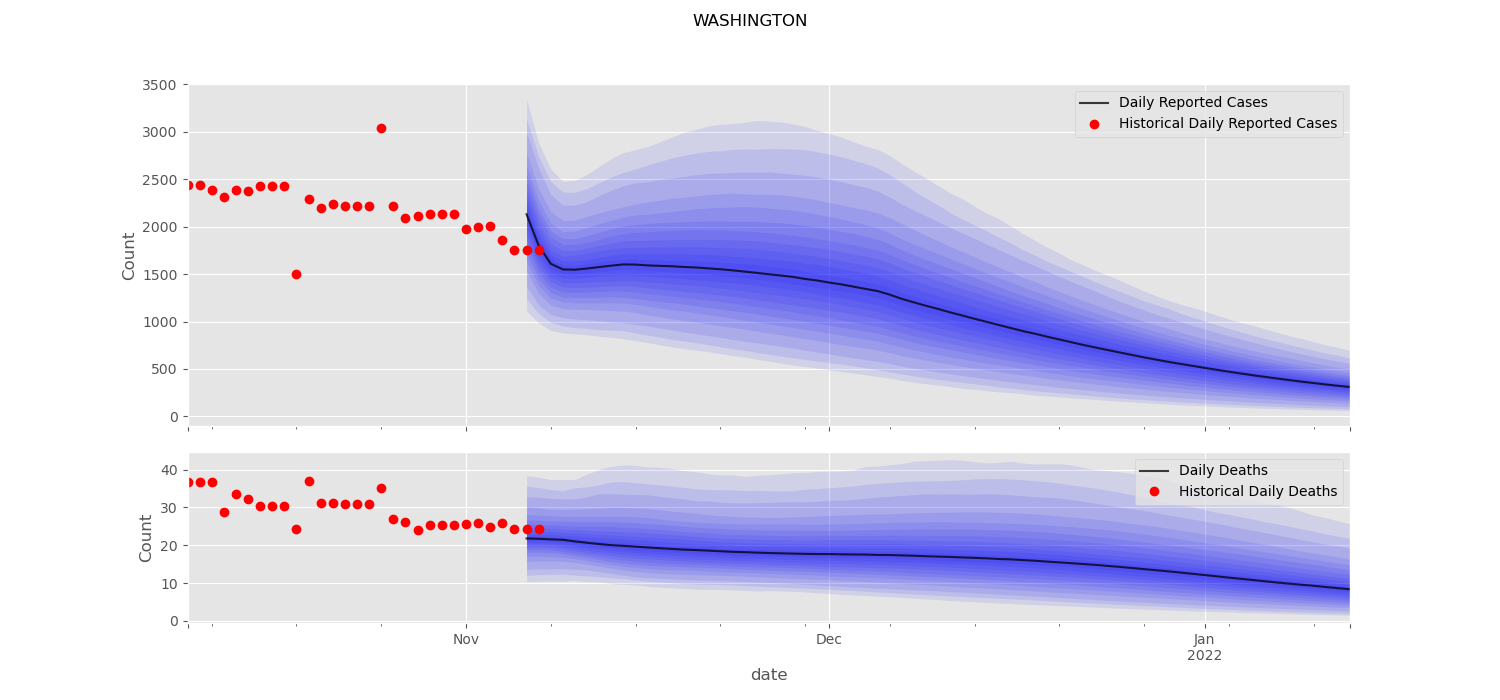 WASHINGTON
3500
3000
2500
2000
1500
1000
500
0
Count
Daily Reported Cases
Historical Daily Reported Cases
40
30
20
10
0
Count
Daily Deaths
Historical Daily Deaths
Nov
Dec
Jan
2022
date